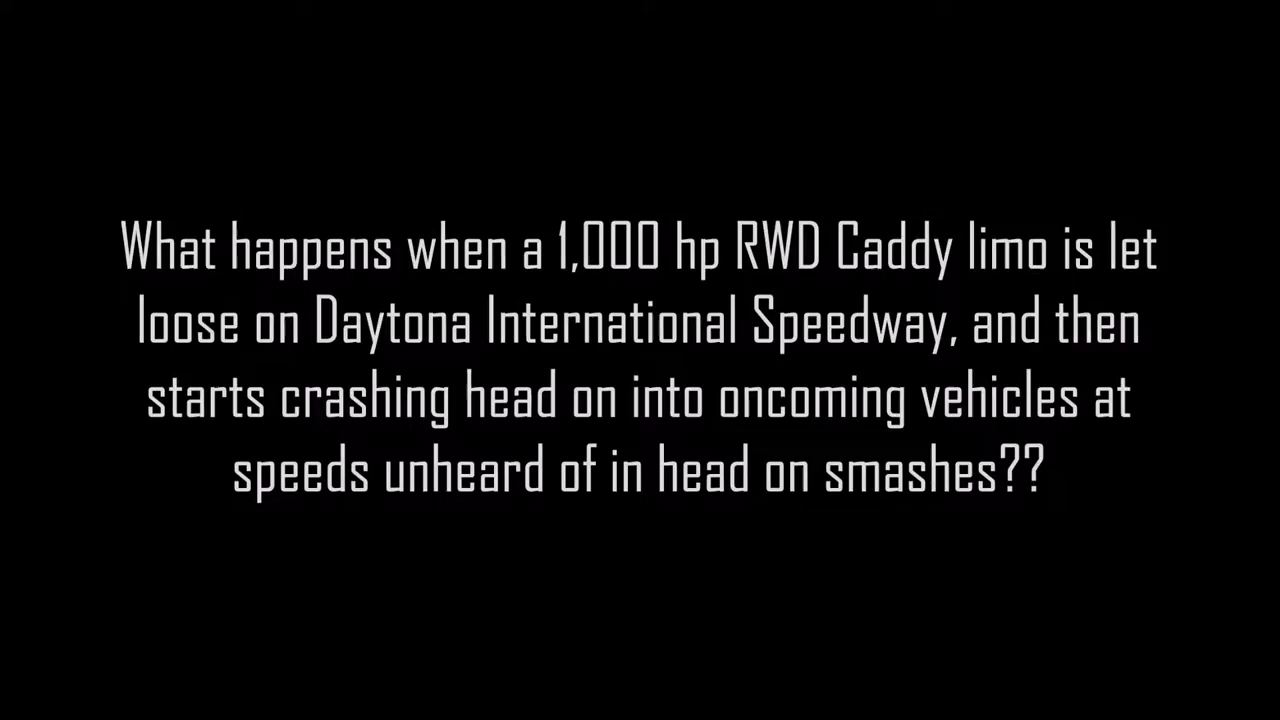 What happens when a 1,000 hp RWD Caddy limo is let
loose on Daytona International Speedway, and then
starts crashing head on into oncoming vehicles at
speeds unheard of in head on smashes??